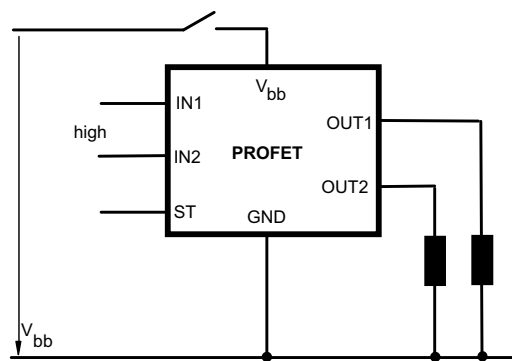 V bb
IN1
OUT1
high
PROFET
IN2
OUT2
ST
GND
V bb